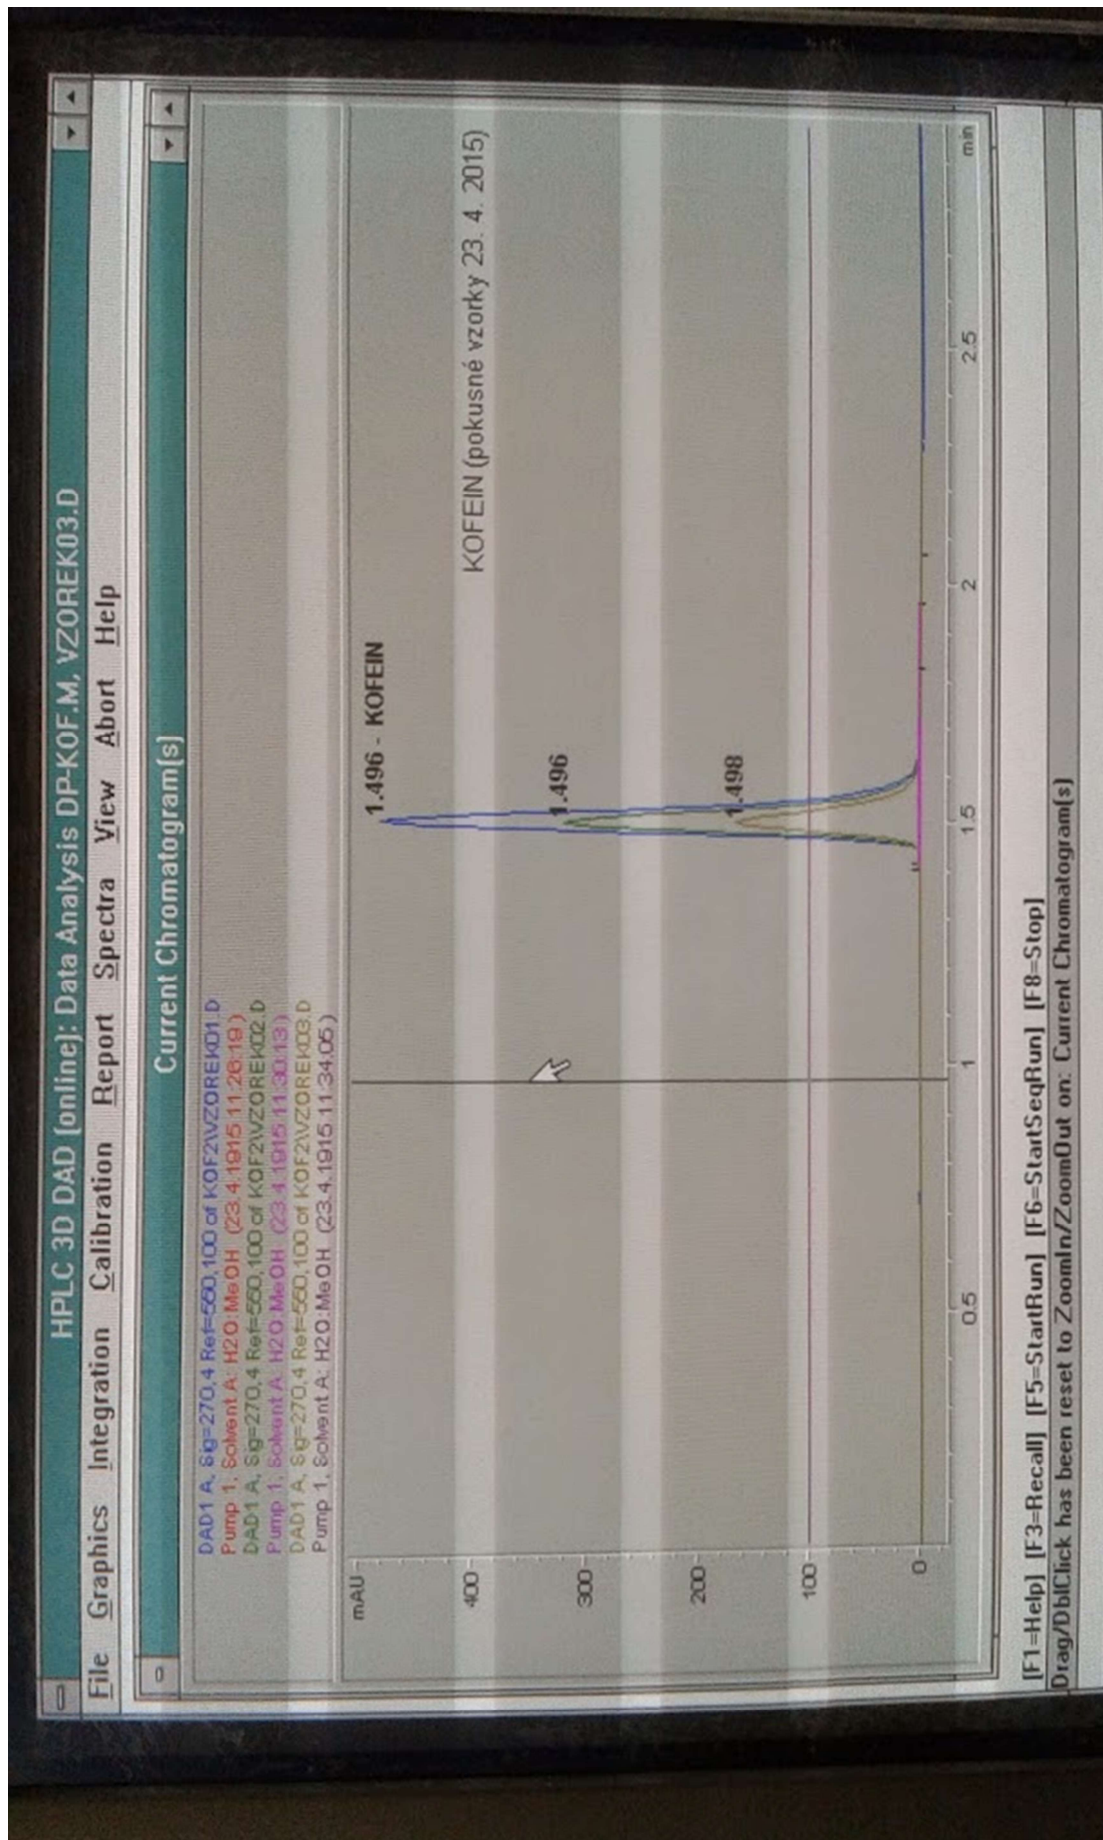 HPLC 3D DAD (online): Data Analysis DP-KOF.M, VZOREK03.D
File Graphics Integration Calibration Report Spectra View Abort Help
Current Chromatogram(s)
DAD1 A, Sig=270,4 Ref=550,100 of KOF2\VZOREK01.D
Pump 1, Solvent A: H2O:MeOH (23.4.1915 11:26:19)
DAD1 A, Sig=270,4 Ref=550,100 of KOF2\VZOREK02.D
Pump 1, Solvent A: H2O:MeOH (23.4.1915 11:30:13)
DAD1 A, Sig=270,4 Ref=550,100 of KOF2\VZOREK03.D
Pump 1, Solvent A: H2O:MeOH (23.4.1915 11:34:05)
mAU
1.496 - KOFEIN
400
KOFEIN (pokusné vzorky 23. 4. 2015)
300
1.496
200
1.498
100
0
0.5
1
1.5
2
2.5
min
[F1=Help] [F3=Recall] [F5=StartRun] [F6=StartSeqRun] [F8=Stop]
Drag/DblClick has been reset to ZoomIn/ZoomOut on: Current Chromatogram(s)